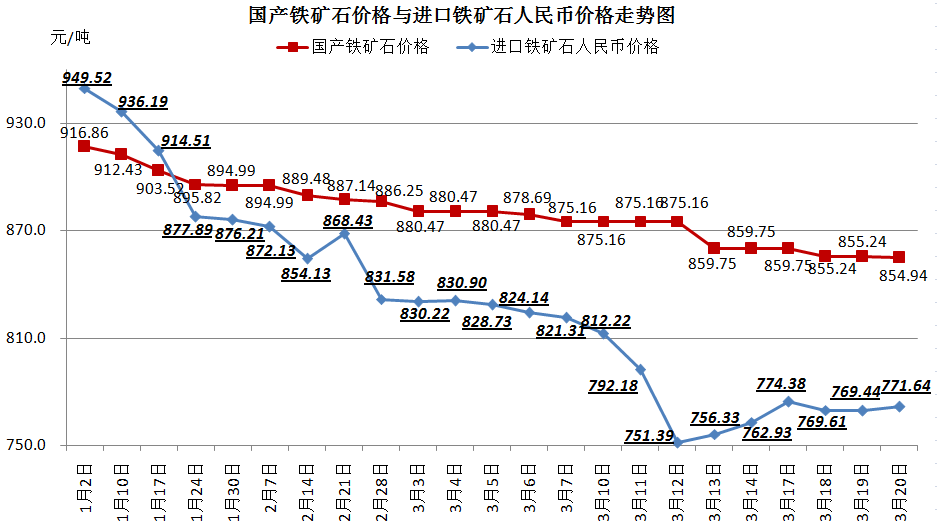 国产铁矿石价格与进口铁矿石人民币价格走势图
元/吨
国产铁矿石价格 进口铁矿石人民币价格
949.52
936.19
930.0
916.86
914.51
912.43
903.52
895.82
894.99
894.99
889.48
887.14
886.25
880.47
880.47
880.47
878.69
875.16
875.16
875.16
875.16
870.0
877.89
876.21
872.13
854.13
868.43
859.75
859.75
859.75
855.24
855.24
854.94
831.58
830.22
830.90
828.73
824.14
821.31
812.22
810.0
792.18
751.39
756.33
762.93
774.38
769.61
769.44
771.64
750.0
1月2日
1月10日
1月17日
1月24日
1月30日
2月7日
2月14日
2月21日
2月28日
3月3日
3月4日
3月5日
3月6日
3月7日
3月10日
3月11日
3月12日
3月13日
3月14日
3月17日
3月18日
3月19日
3月20日